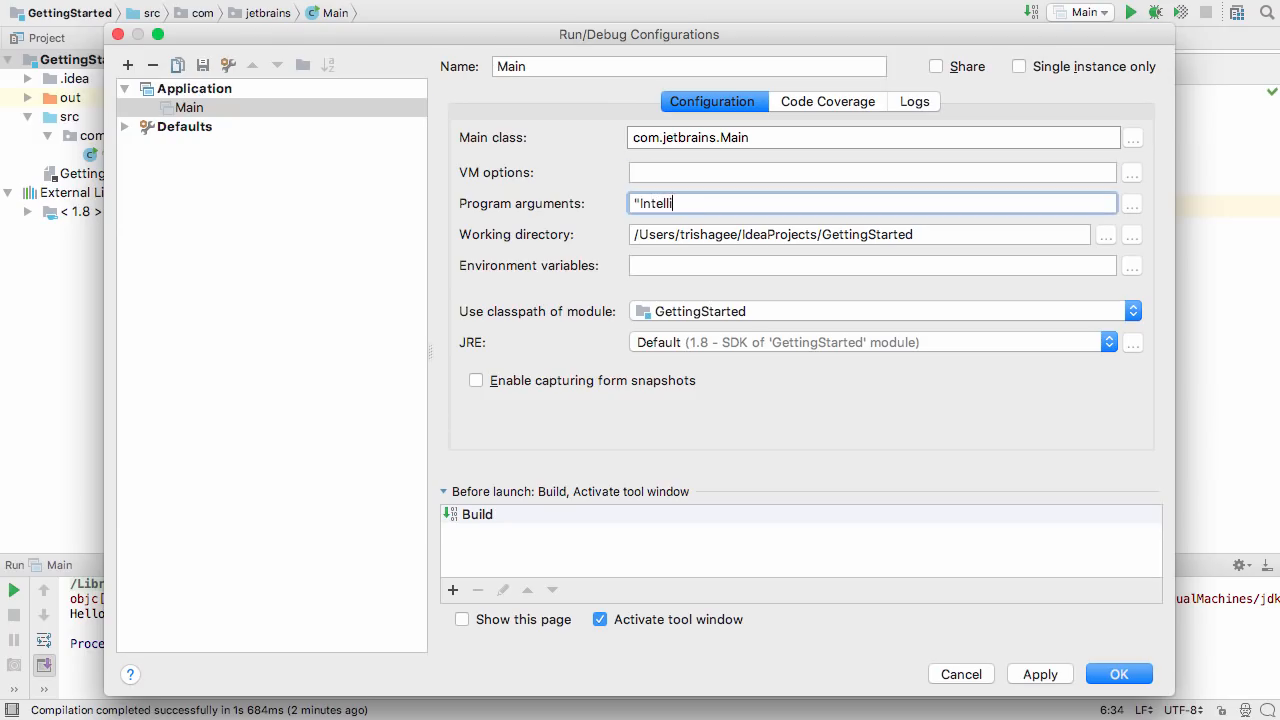 GettingStarted src com jetbrains Main
Main
Project
Run/Debug Configurations
GettingSta
.idea
out
src
com
Getting
External Li
< 1.8 >
Application
Main
Defaults
Name: Main Share Single instance only
Configuration Code Coverage Logs
Main class: com.jetbrains.Main ...
VM options: ...
Program arguments: "Intelli ...
Working directory: /Users/trishagee/IdeaProjects/GettingStarted ... ...
Environment variables: ...
Use classpath of module: GettingStarted
JRE: Default (1.8 - SDK of 'GettingStarted' module) ...
Enable capturing form snapshots
Before launch: Build, Activate tool window
Build
Show this page Activate tool window
? Cancel Apply OK
Run Main
/Libr
objc[ ualMachines/jdk
Hello
Proce
Compilation completed successfully in 1s 684ms (2 minutes ago) 6:34 LF UTF-8